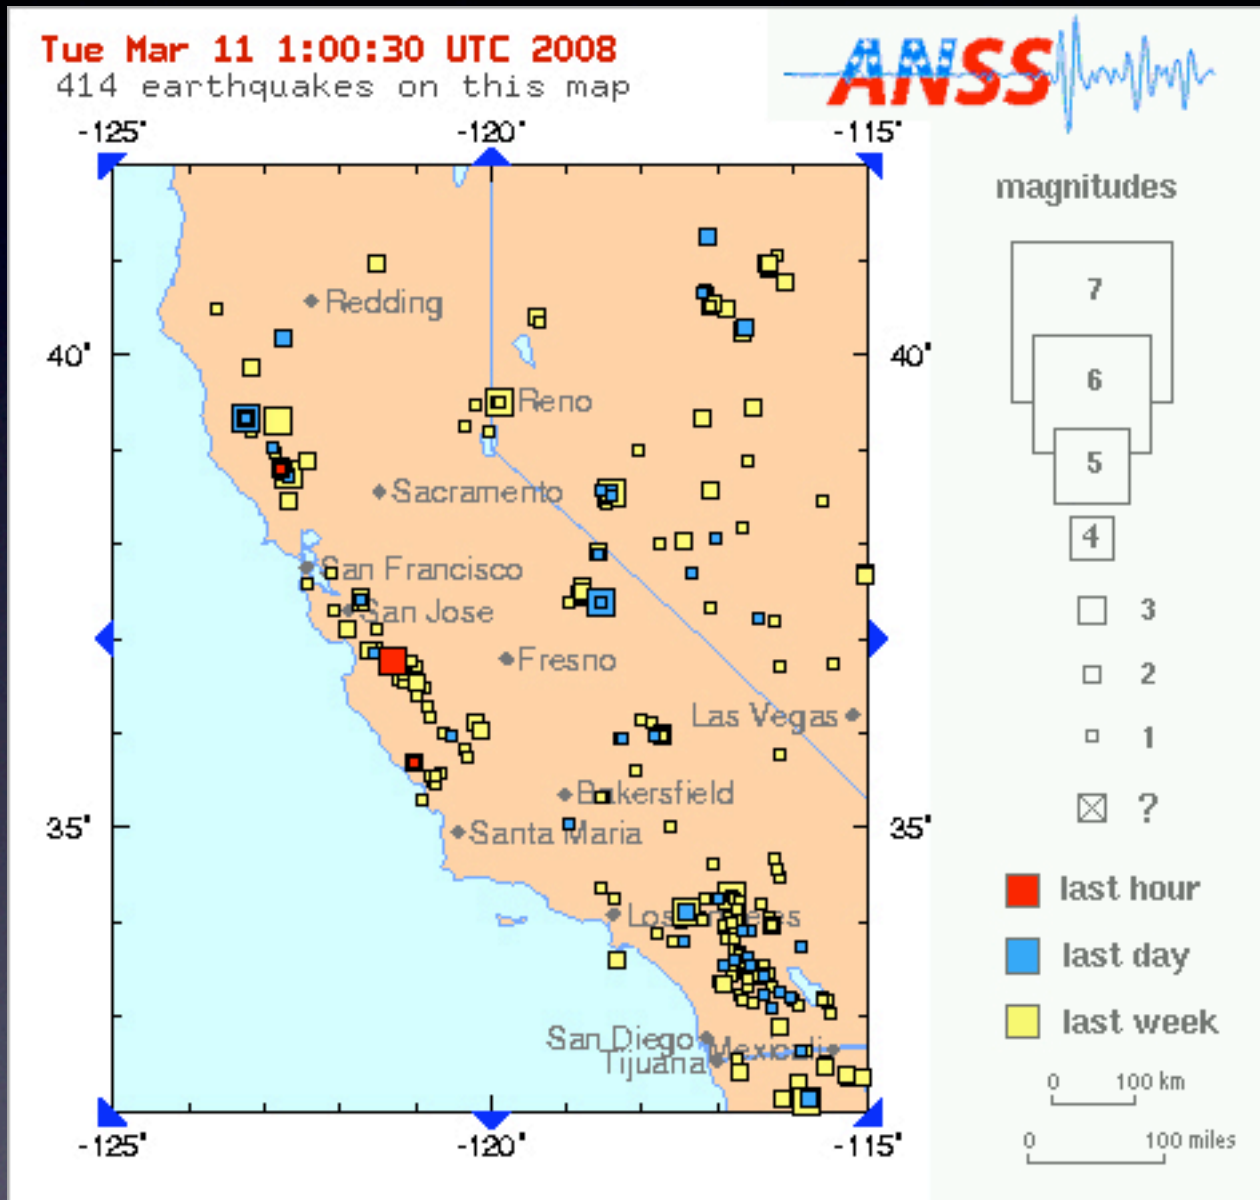 Tue Mar 11 1:00:30 UTC 2008
414 earthquakes on this map
ANSS
-125°
-120°
-115°
magnitudes
7
6
5
4
3
2
1
?
Redding
40°
40°
Reno
Sacramento
San Francisco
San Jose
Fresno
Las Vegas
Bakersfield
35°
35°
Santa Maria
Los Angeles
San Diego
Mexicali
Tijuana
last hour
last day
last week
0 100 km
0 100 miles
-125°
-120°
-115°